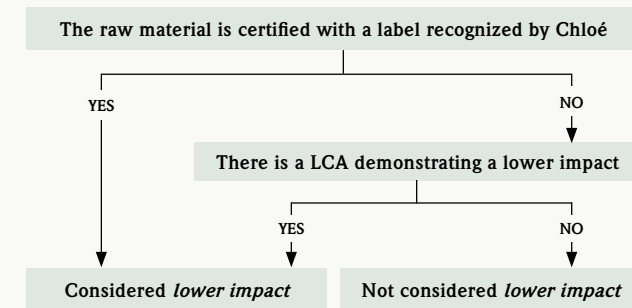 The raw material is certified with a label recognized by Chloé
YES
NO
There is a LCA demonstrating a lower impact
YES
NO
Considered lower impact
Not considered lower impact